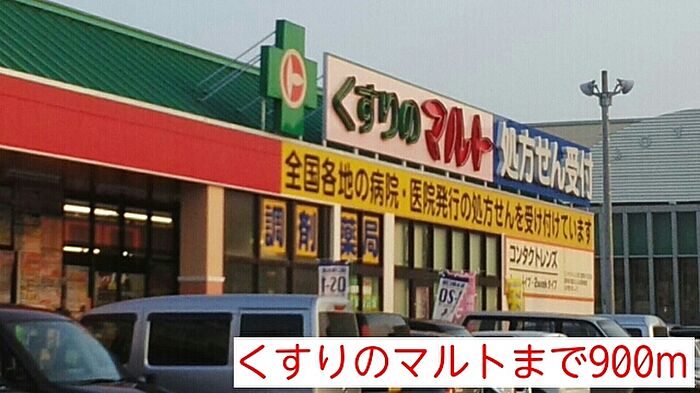 くすりのマルト
処方せん受付
全国各地の病院・医院発行の処方せんを受け付けています
調剤薬局
コンタクトレンズ
くすりのマルトまで900m